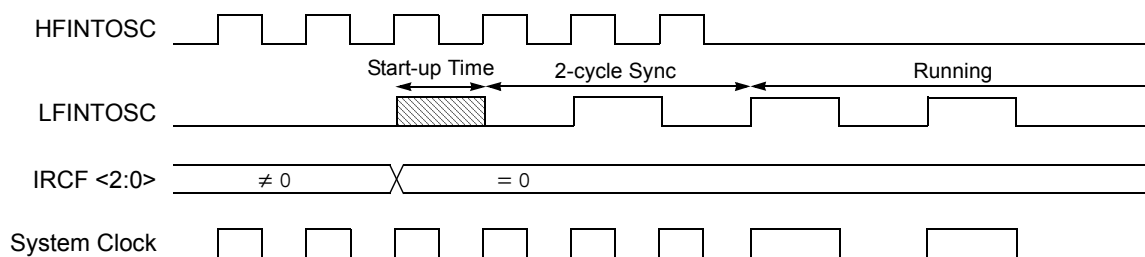 HFINTOSC
Start-up Time 2-cycle Sync Running
LFINTOSC
IRCF <2:0> ≠ 0 = 0
System Clock